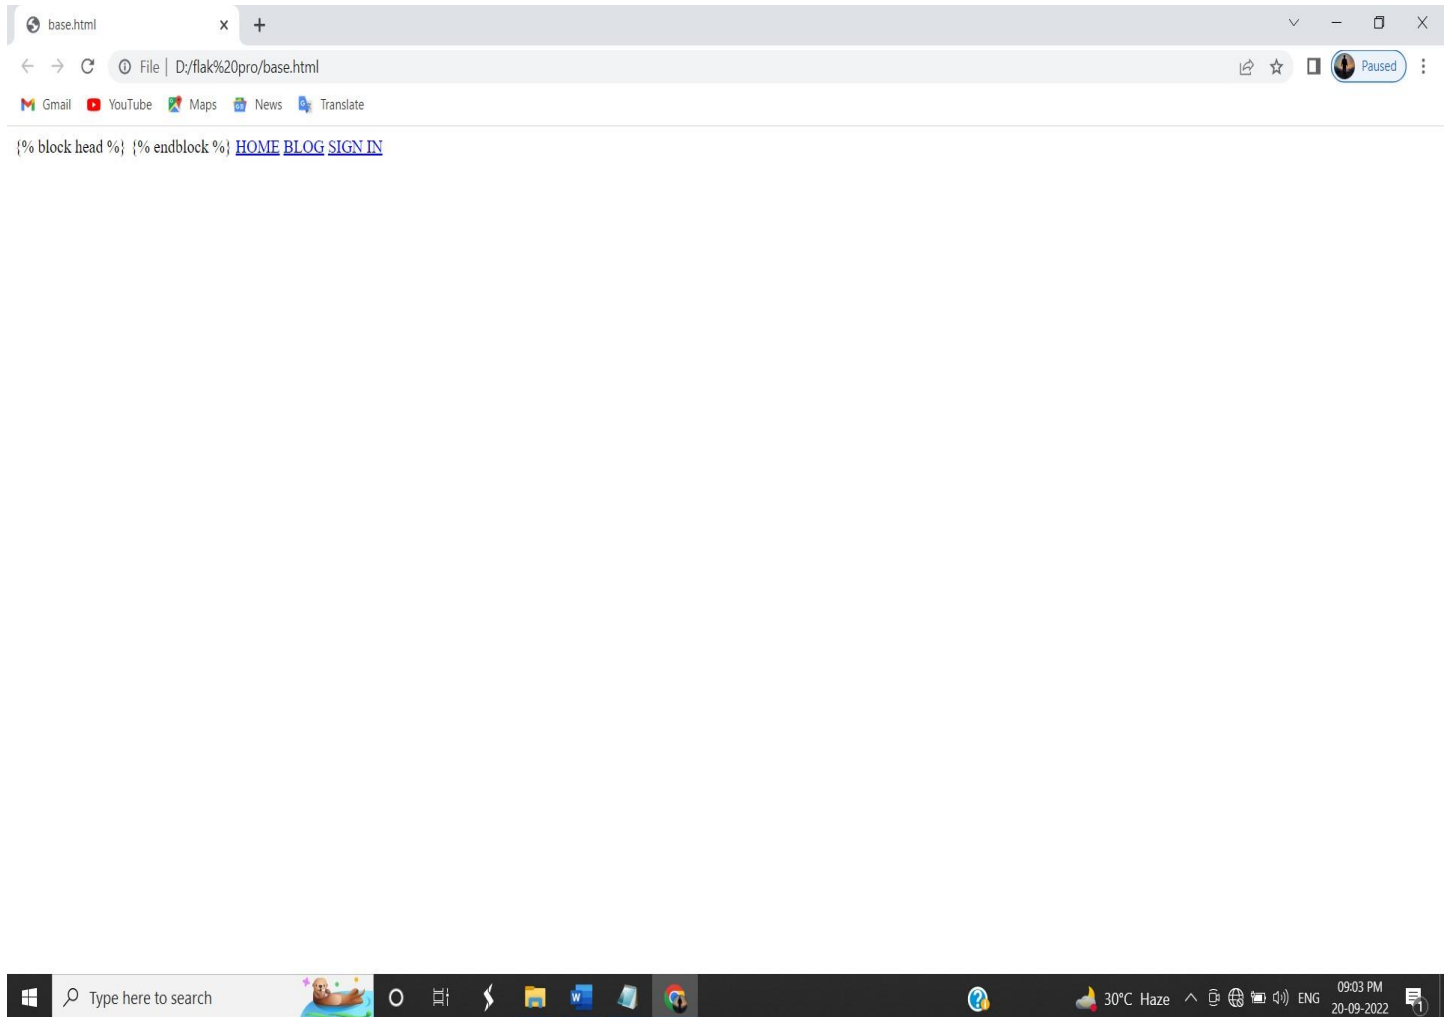 base.html
File | D:/flak%20pro/base.html
Paused
Gmail YouTube Maps News Translate
{% block head %} {% endblock %} HOME BLOG SIGN IN
Type here to search
30°C Haze ENG 09:03 PM
20-09-2022
1